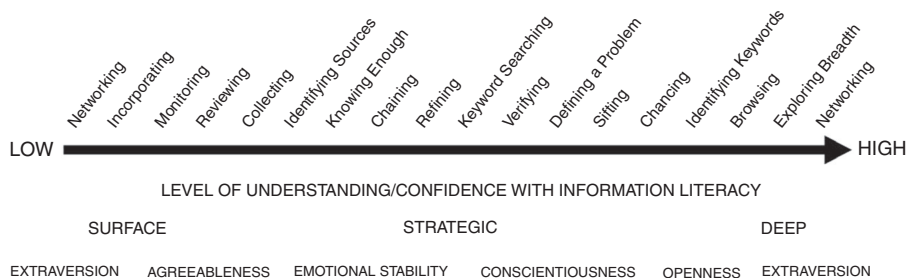 Networking
Incorporating
Monitoring
Reviewing
Collecting
Identifying Sources
Knowing Enough
Chaining
Refining
Keyword Searching
Verifying
Defining a Problem
Sifting
Chancing
Identifying Keywords
Browsing
Exploring Breadth
Networking
LOW HIGH
LEVEL OF UNDERSTANDING/CONFIDENCE WITH INFORMATION LITERACY
SURFACE STRATEGIC DEEP
EXTRAVERSION AGREEABLENESS EMOTIONAL STABILITY CONSCIENTIOUSNESS OPENNESS EXTRAVERSION